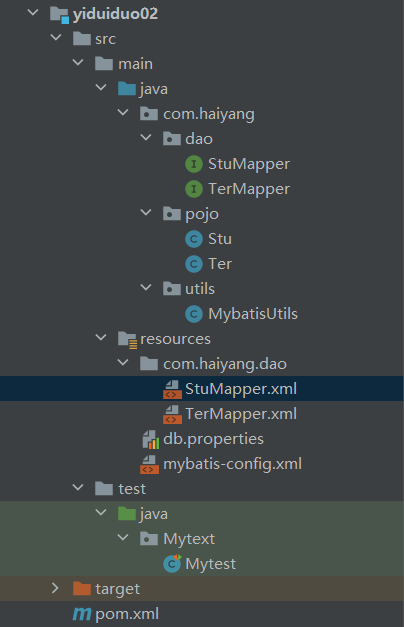 yiduiduo02
src
main
java
com.haiyang
dao
StuMapper
TerMapper
pojo
Stu
Ter
utils
MybatisUtils
resources
com.haiyang.dao
StuMapper.xml
TerMapper.xml
db.properties
mybatis-config.xml
test
java
Mytext
Mytest
target
pom.xml